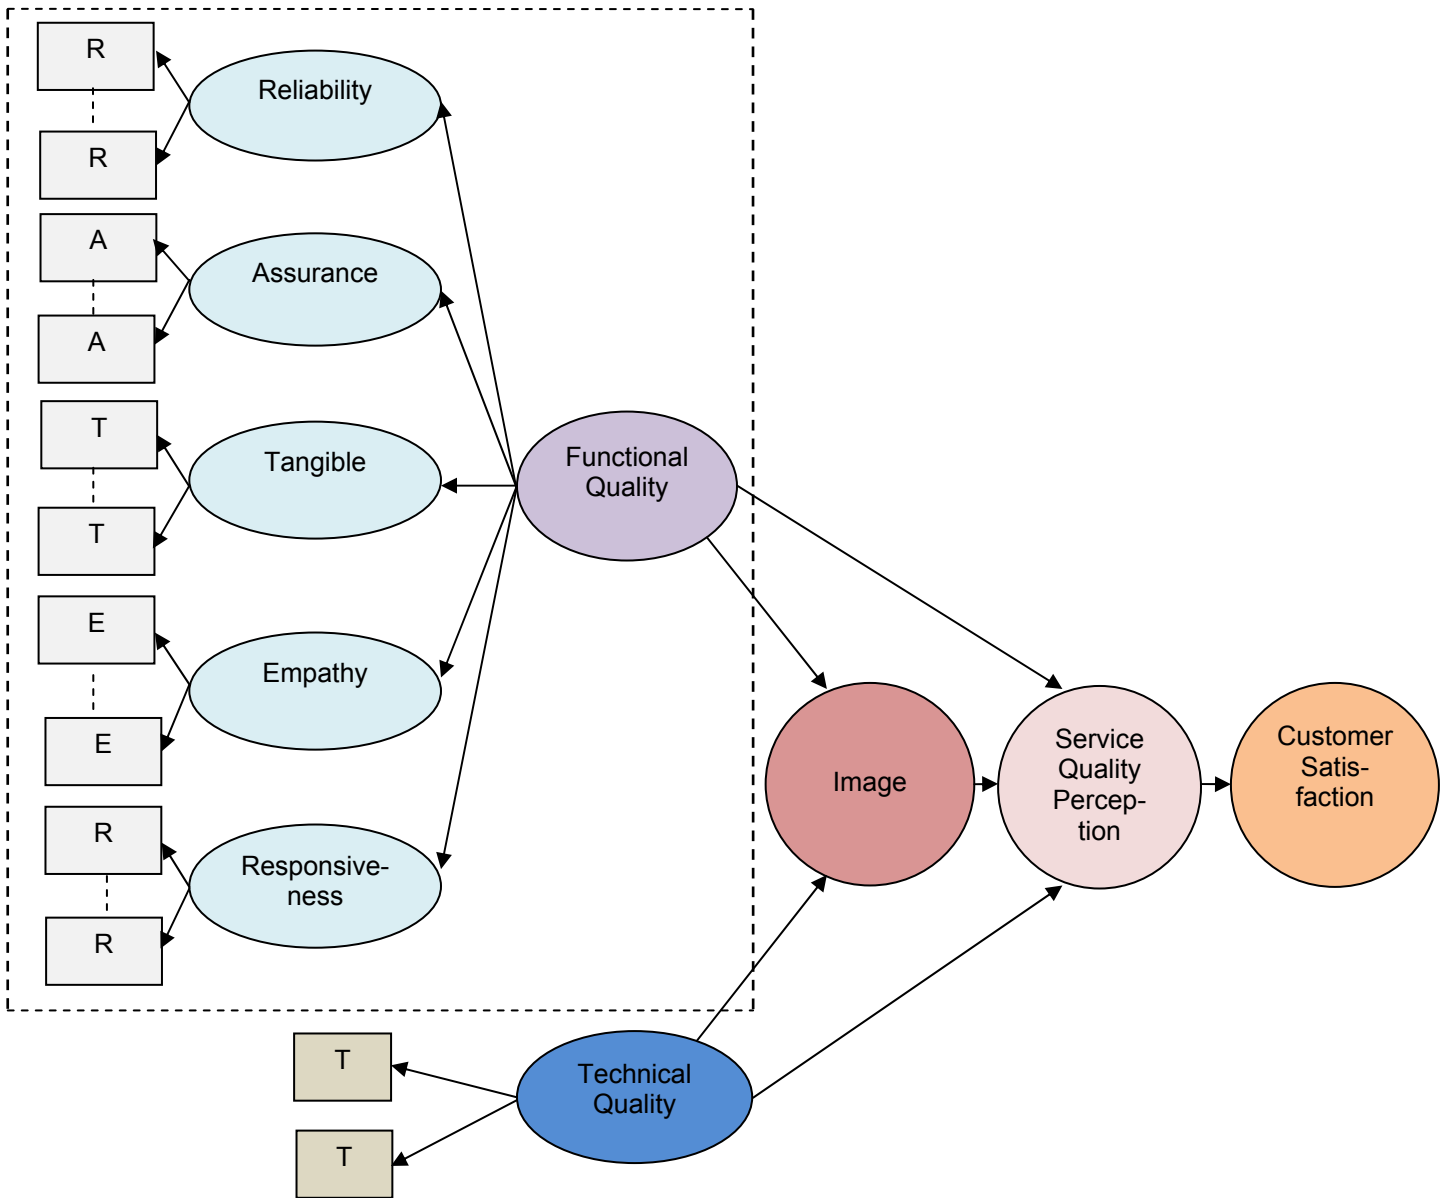 R
Reliability
R
A
Assurance
A
T
Tangible
T
Functional
Quality
E
Empathy
E
R
Responsive-
ness
R
Image
Service
Quality
Percep-
tion
Customer
Satis-
faction
T
Technical
Quality
T